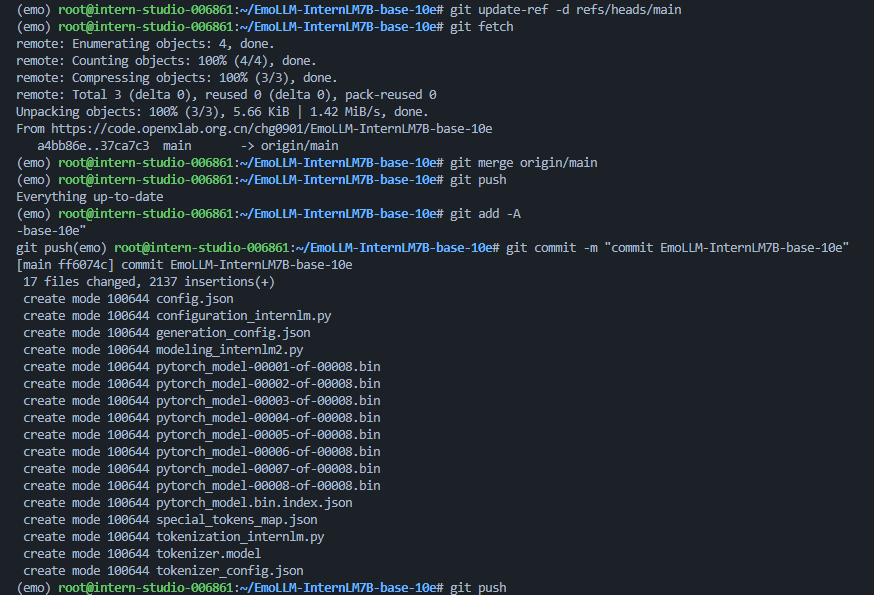 (emo) root@intern-studio-006861:~/EmoLLM-InternLM7B-base-10e# git update-ref -d refs/heads/main
(emo) root@intern-studio-006861:~/EmoLLM-InternLM7B-base-10e# git fetch
remote: Enumerating objects: 4, done.
remote: Counting objects: 100% (4/4), done.
remote: Compressing objects: 100% (3/3), done.
remote: Total 3 (delta 0), reused 0 (delta 0), pack-reused 0
Unpacking objects: 100% (3/3), 5.66 KiB | 1.42 MiB/s, done.
From https://code.openxlab.org.cn/chg0901/EmoLLM-InternLM7B-base-10e
   a4bb86e..37ca7c3  main       -> origin/main
(emo) root@intern-studio-006861:~/EmoLLM-InternLM7B-base-10e# git merge origin/main
(emo) root@intern-studio-006861:~/EmoLLM-InternLM7B-base-10e# git push
Everything up-to-date
(emo) root@intern-studio-006861:~/EmoLLM-InternLM7B-base-10e# git add -A
-base-10e"
git push(emo) root@intern-studio-006861:~/EmoLLM-InternLM7B-base-10e# git commit -m "commit EmoLLM-InternLM7B-base-10e"
[main ff6074c] commit EmoLLM-InternLM7B-base-10e
 17 files changed, 2137 insertions(+)
 create mode 100644 config.json
 create mode 100644 configuration_internlm.py
 create mode 100644 generation_config.json
 create mode 100644 modeling_internlm2.py
 create mode 100644 pytorch_model-00001-of-00008.bin
 create mode 100644 pytorch_model-00002-of-00008.bin
 create mode 100644 pytorch_model-00003-of-00008.bin
 create mode 100644 pytorch_model-00004-of-00008.bin
 create mode 100644 pytorch_model-00005-of-00008.bin
 create mode 100644 pytorch_model-00006-of-00008.bin
 create mode 100644 pytorch_model-00007-of-00008.bin
 create mode 100644 pytorch_model-00008-of-00008.bin
 create mode 100644 pytorch_model.bin.index.json
 create mode 100644 special_tokens_map.json
 create mode 100644 tokenization_internlm.py
 create mode 100644 tokenizer.model
 create mode 100644 tokenizer_config.json
(emo) root@intern-studio-006861:~/EmoLLM-InternLM7B-base-10e# git push